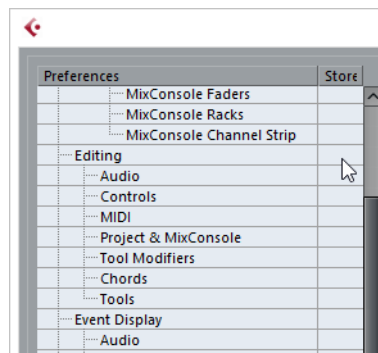 Preferences Store
MixConsole Faders
MixConsole Racks
MixConsole Channel Strip
Editing
Audio
Controls
MIDI
Project & MixConsole
Tool Modifiers
Chords
Tools
Event Display
Audio